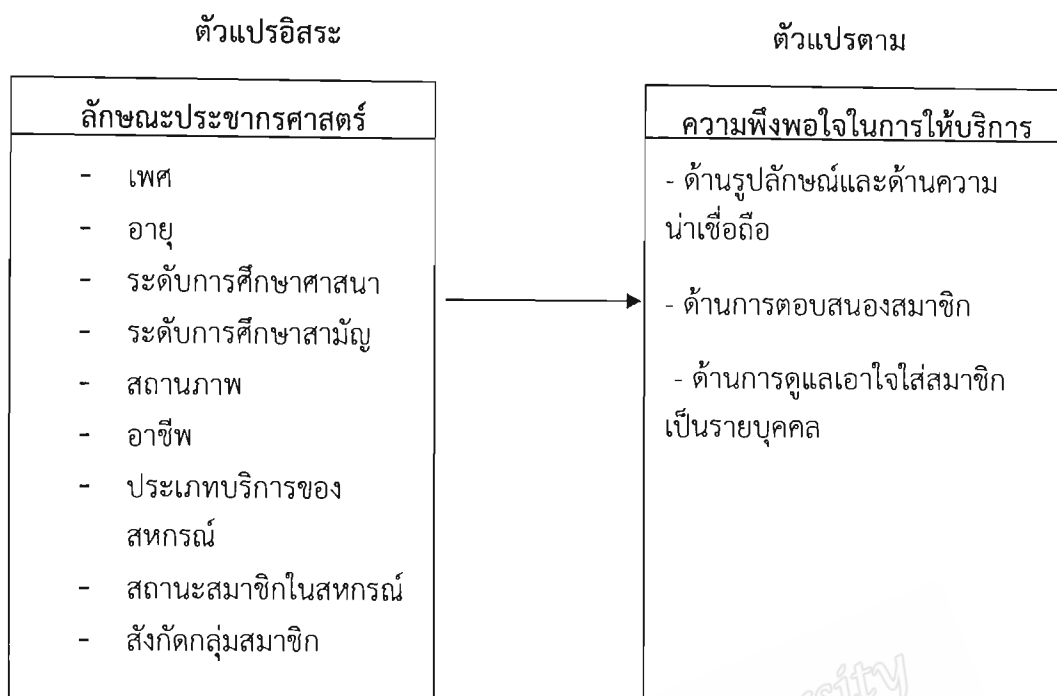 ตัวแปรอิสระ
ตัวแปรตาม
ลักษณะประชากรศาสตร์
- เพศ
- อายุ
- ระดับการศึกษาศาสนา
- ระดับการศึกษาสามัญ
- สถานภาพ
- อาชีพ
- ประเภทบริการของ
สหกรณ์
- สถานะสมาชิกในสหกรณ์
- สังกัดกลุ่มสมาชิก
ความพึงพอใจในการให้บริการ
- ด้านรูปลักษณ์และด้านความ
น่าเชื่อถือ
- ด้านการตอบสนองสมาชิก
- ด้านการดูแลเอาใจใส่สมาชิก
เป็นรายบุคคล